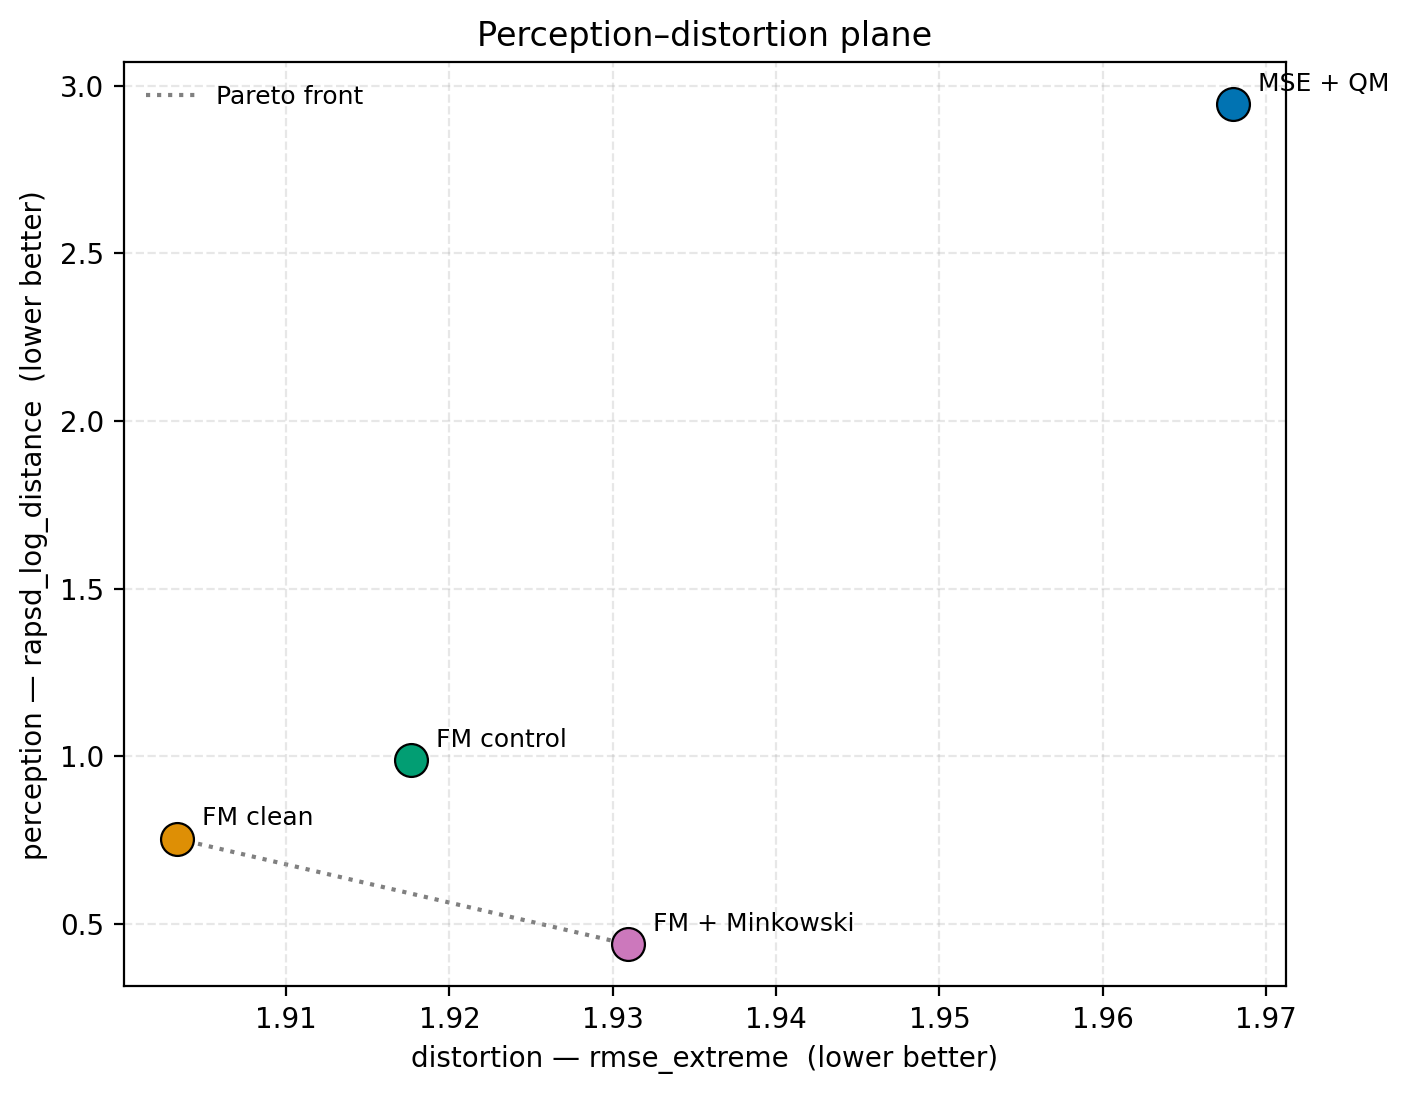 Perception–distortion plane
Pareto front
MSE + QM
FM control
FM clean
FM + Minkowski
3.0
2.5
2.0
1.5
1.0
0.5
perception — rapsd_log_distance  (lower better)
1.91 1.92 1.93 1.94 1.95 1.96 1.97
distortion — rmse_extreme  (lower better)